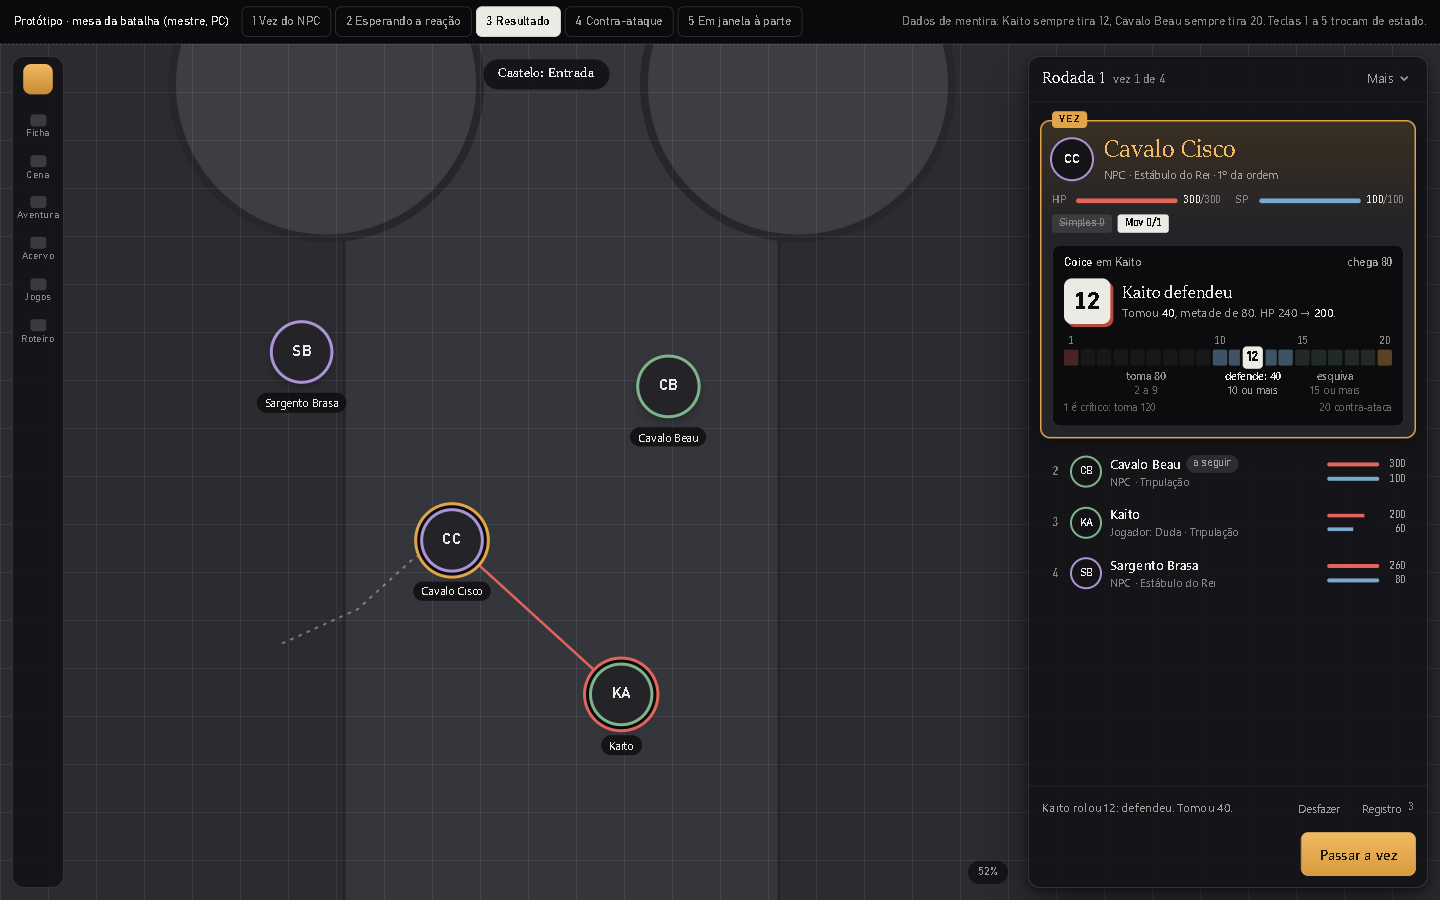 Protótipo · mesa da batalha (mestre, PC)
1 Vez do NPC
2 Esperando a reação
3 Resultado
4 Contra-ataque
5 Em janela à parte
Dados de mentira: Kaito sempre tira 12, Cavalo Beau sempre tira 20. Teclas 1 a 5 trocam de estado.
Ficha
Cena
Aventura
Acervo
Jogos
Roteiro
Castelo: Entrada
SB
Sargento Brasa
CB
Cavalo Beau
CC
Cavalo Cisco
KA
Kaito
52%
Rodada 1 vez 1 de 4
Mais
VEZ
CC
Cavalo Cisco
NPC · Estábulo do Rei · 1º da ordem
HP 300/300 SP 100/100
Simples 0 Mov 0/1
Coice em Kaito chega 80
12
Kaito defendeu
Tomou 40, metade de 80. HP 240 → 200.
1 10 15 20
12
toma 80 defende: 40 esquiva
2 a 9 10 ou mais 15 ou mais
1 é crítico: toma 120 20 contra-ataca
2 CB Cavalo Beau a seguir 300
NPC · Tripulação 100
3 KA Kaito 200
Jogador: Duda · Tripulação 60
4 SB Sargento Brasa 260
NPC · Estábulo do Rei 80
Kaito rolou 12: defendeu. Tomou 40.
Desfazer
Registro 3
Passar a vez